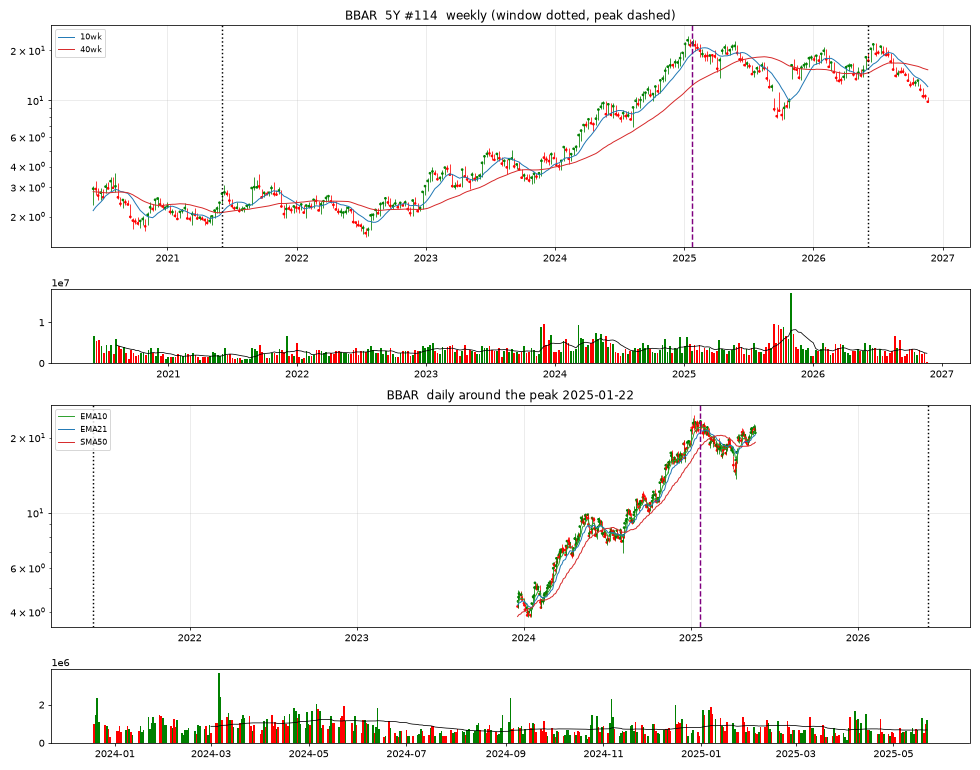 BBAR  5Y #114  weekly (window dotted, peak dashed)
10wk
40wk
2 × 10¹
10¹
6 × 10⁰
4 × 10⁰
3 × 10⁰
2 × 10⁰
2021 2022 2023 2024 2025 2026 2027
1e7
1
0
2021 2022 2023 2024 2025 2026 2027
BBAR  daily around the peak 2025-01-22
EMA10
EMA21
SMA50
2 × 10¹
10¹
6 × 10⁰
4 × 10⁰
2022 2023 2024 2025 2026
1e6
2
0
2024-01 2024-03 2024-05 2024-07 2024-09 2024-11 2025-01 2025-03 2025-05